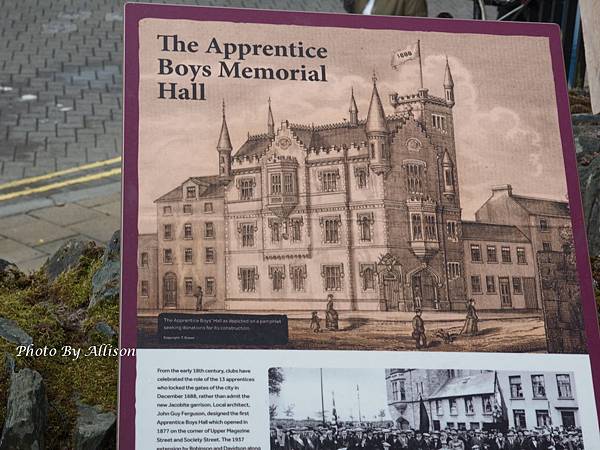 The Apprentice
Boys Memorial
Hall
1688
The Apprentice Boys' Hall as depicted on a pamphlet
seeking donations for its construction.
From the early 18th century, clubs have
celebrated the role of the 13 apprentices
who locked the gates of the city in
December 1688, rather than admit the
new Jacobite garrison. Local architect,
John Guy Ferguson, designed the first
Apprentice Boys Hall which opened in
1877 on the corner of Upper Magazine
Street and Society Street. The 1937
extension by Robinson and Davidson along
Photo By Allison